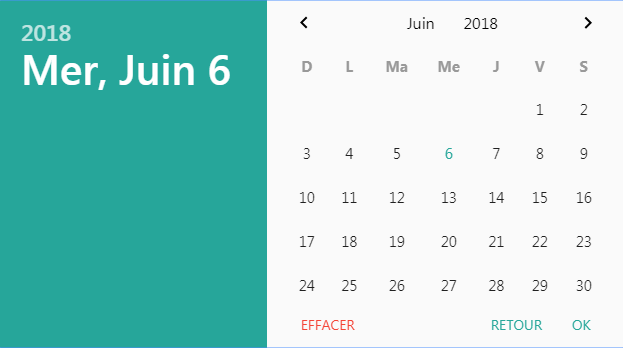 2018
Mer, Juin 6
Juin 2018
D L Ma Me J V S
1 2
3 4 5 6 7 8 9
10 11 12 13 14 15 16
17 18 19 20 21 22 23
24 25 26 27 28 29 30
EFFACER RETOUR OK